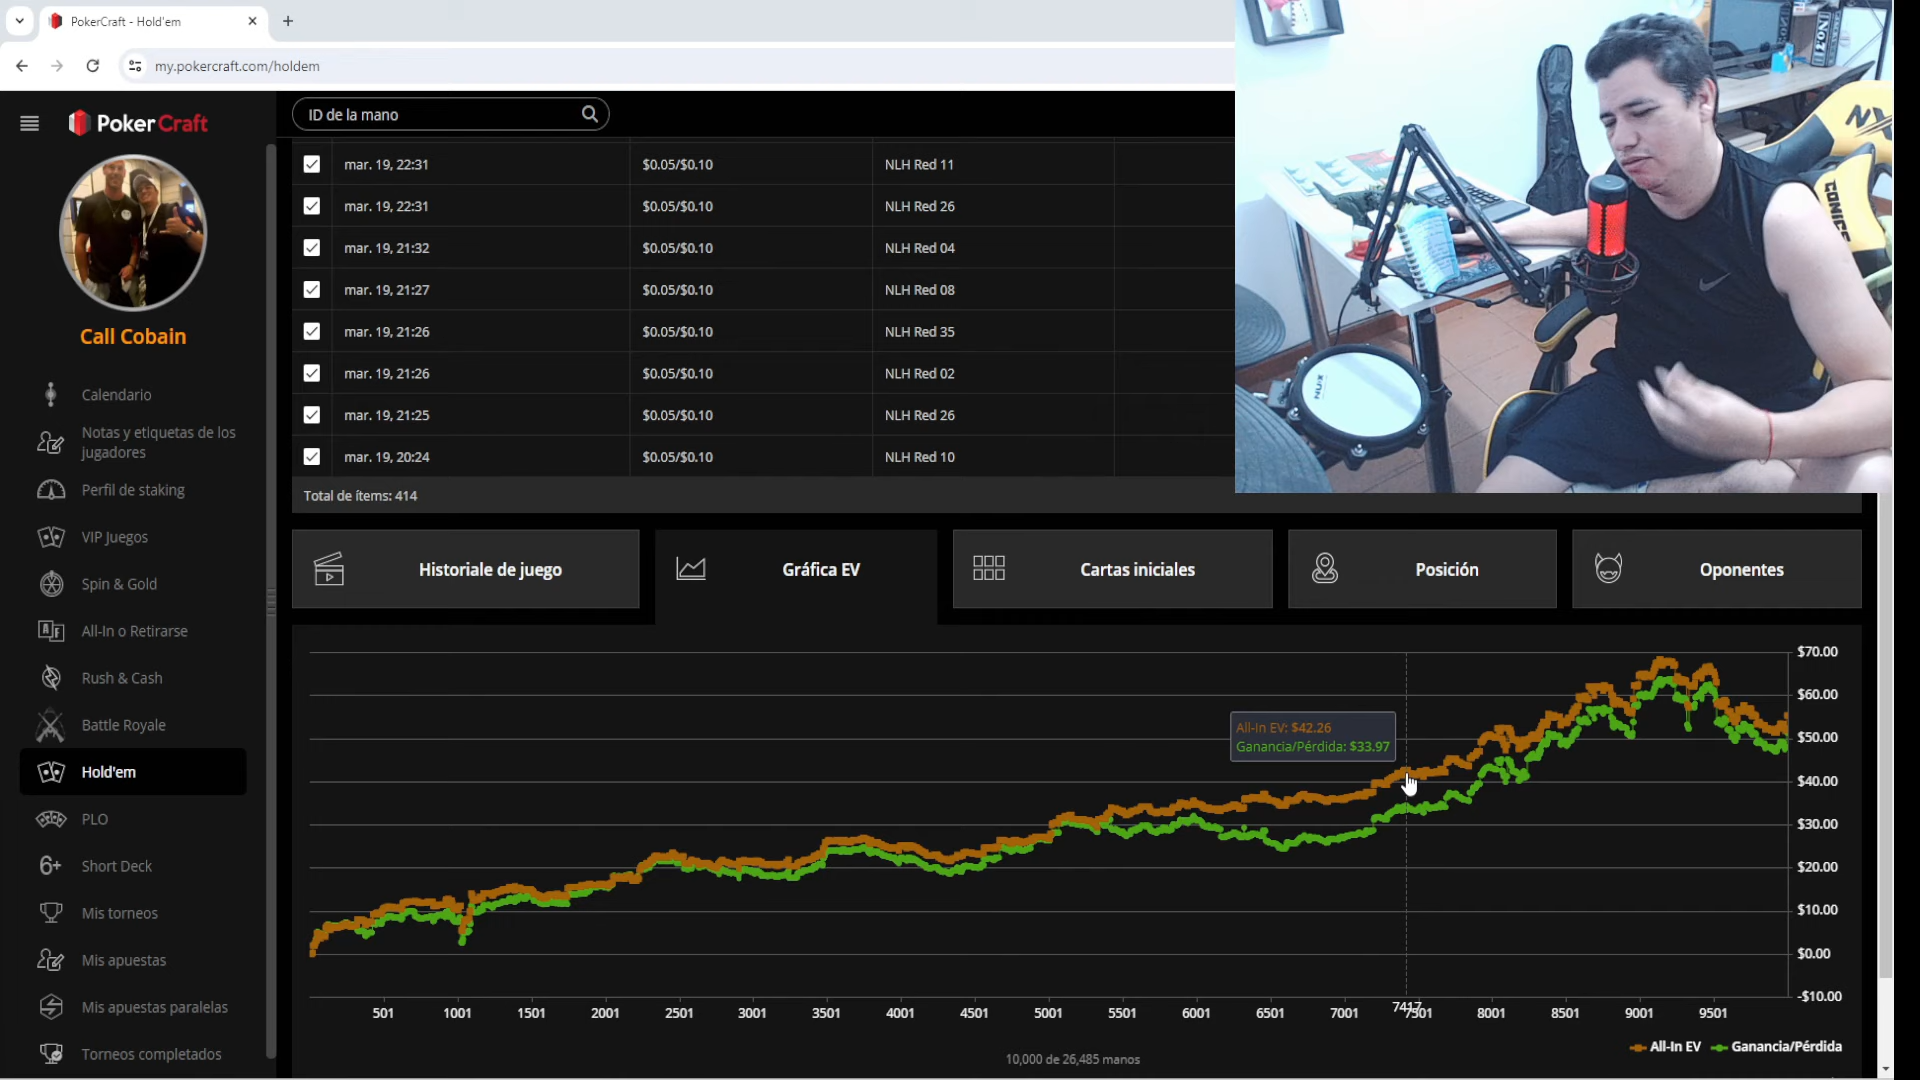 PokerCraft - Hold'em
my.pokercraft.com/holdem
PokerCraft
ID de la mano
mar. 19, 22:31 $0.05/$0.10 NLH Red 11
mar. 19, 22:31 $0.05/$0.10 NLH Red 26
mar. 19, 21:32 $0.05/$0.10 NLH Red 04
mar. 19, 21:27 $0.05/$0.10 NLH Red 08
mar. 19, 21:26 $0.05/$0.10 NLH Red 35
mar. 19, 21:26 $0.05/$0.10 NLH Red 02
mar. 19, 21:25 $0.05/$0.10 NLH Red 26
mar. 19, 20:24 $0.05/$0.10 NLH Red 10
Total de ítems: 414
Call Cobain
Calendario
Notas y etiquetas de los
jugadores
Perfil de staking
VIP Juegos
Spin & Gold
All-In o Retirarse
Rush & Cash
Battle Royale
Hold'em
PLO
6+ Short Deck
Mis torneos
Mis apuestas
Mis apuestas paralelas
Torneos completados
Historiale de juego
Gráfica EV
Cartas iniciales
Posición
Oponentes
$70.00
$60.00
$50.00
$40.00
$30.00
$20.00
$10.00
$0.00
-$10.00
All-In EV: $42.26
Ganancia/Pérdida: $33.97
501 1001 1501 2001 2501 3001 3501 4001 4501 5001 5501 6001 6501 7001 7417 7501 8001 8501 9001 9501
All-In EV Ganancia/Pérdida
10,000 de 26,485 manos
NUX